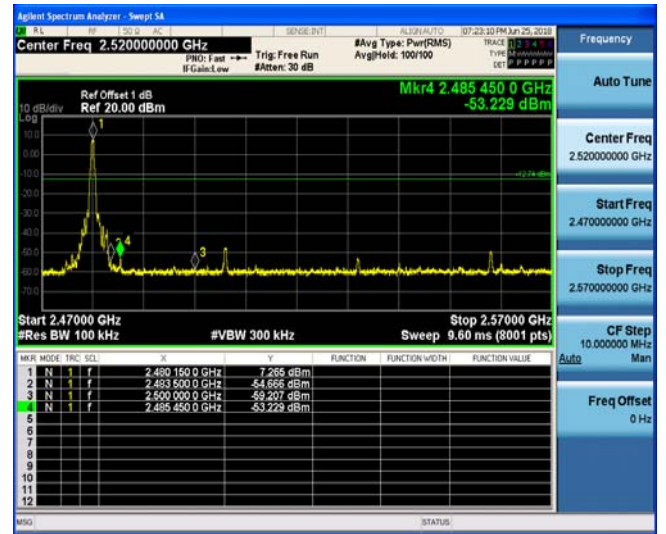 Agilent Spectrum Analyzer - Swept SA
RL RF 50 Ω AC SENSE:INT ALIGN AUTO 07:23:10 PM Jun 25, 2018
Center Freq 2.520000000 GHz
PNO: Fast
IFGain:Low
Trig: Free Run
#Atten: 30 dB
#Avg Type: Pwr(RMS)
Avg|Hold: 100/100
TRACE 1 2 3 4 5 6
TYPE
DET P P P P P P
Ref Offset 1 dB
10 dB/div Ref 20.00 dBm
Log
Mkr4 2.485 450 0 GHz
-53.229 dBm
10.0
0.00
-10.0
-20.0
-30.0
-40.0
-50.0
-60.0
-70.0
-12.74 dBm
1
4
3
Start 2.47000 GHz
Stop 2.57000 GHz
#Res BW 100 kHz #VBW 300 kHz Sweep 9.60 ms (8001 pts)
MKR MODE TRC SCL X Y FUNCTION FUNCTION WIDTH FUNCTION VALUE
1 N 1 f 2.480 150 0 GHz 7.265 dBm
2 N 1 f 2.483 500 0 GHz -54.666 dBm
3 N 1 f 2.500 000 0 GHz -59.207 dBm
4 N 1 f 2.485 450 0 GHz -53.229 dBm
5
6
7
8
9
10
11
12
MSG STATUS
Frequency
Auto Tune
Center Freq
2.520000000 GHz
Start Freq
2.470000000 GHz
Stop Freq
2.570000000 GHz
CF Step
10.000000 MHz
Auto Man
Freq Offset
0 Hz